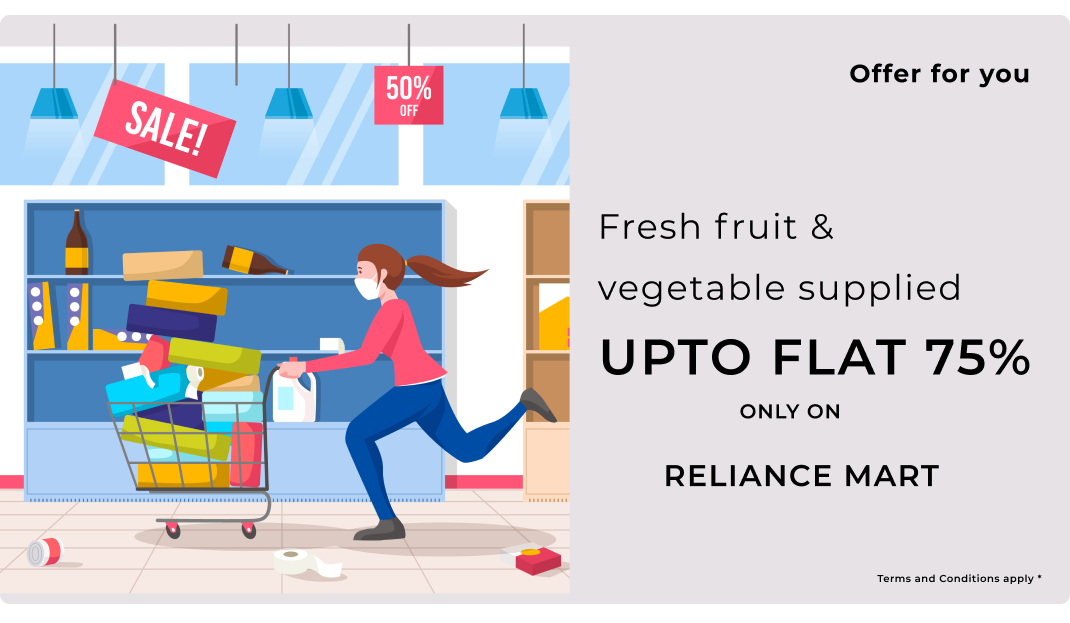 SALE!
50%
OFF
Offer for you
Fresh fruit &
vegetable supplied
UPTO FLAT 75%
ONLY ON
RELIANCE MART
Terms and Conditions apply *